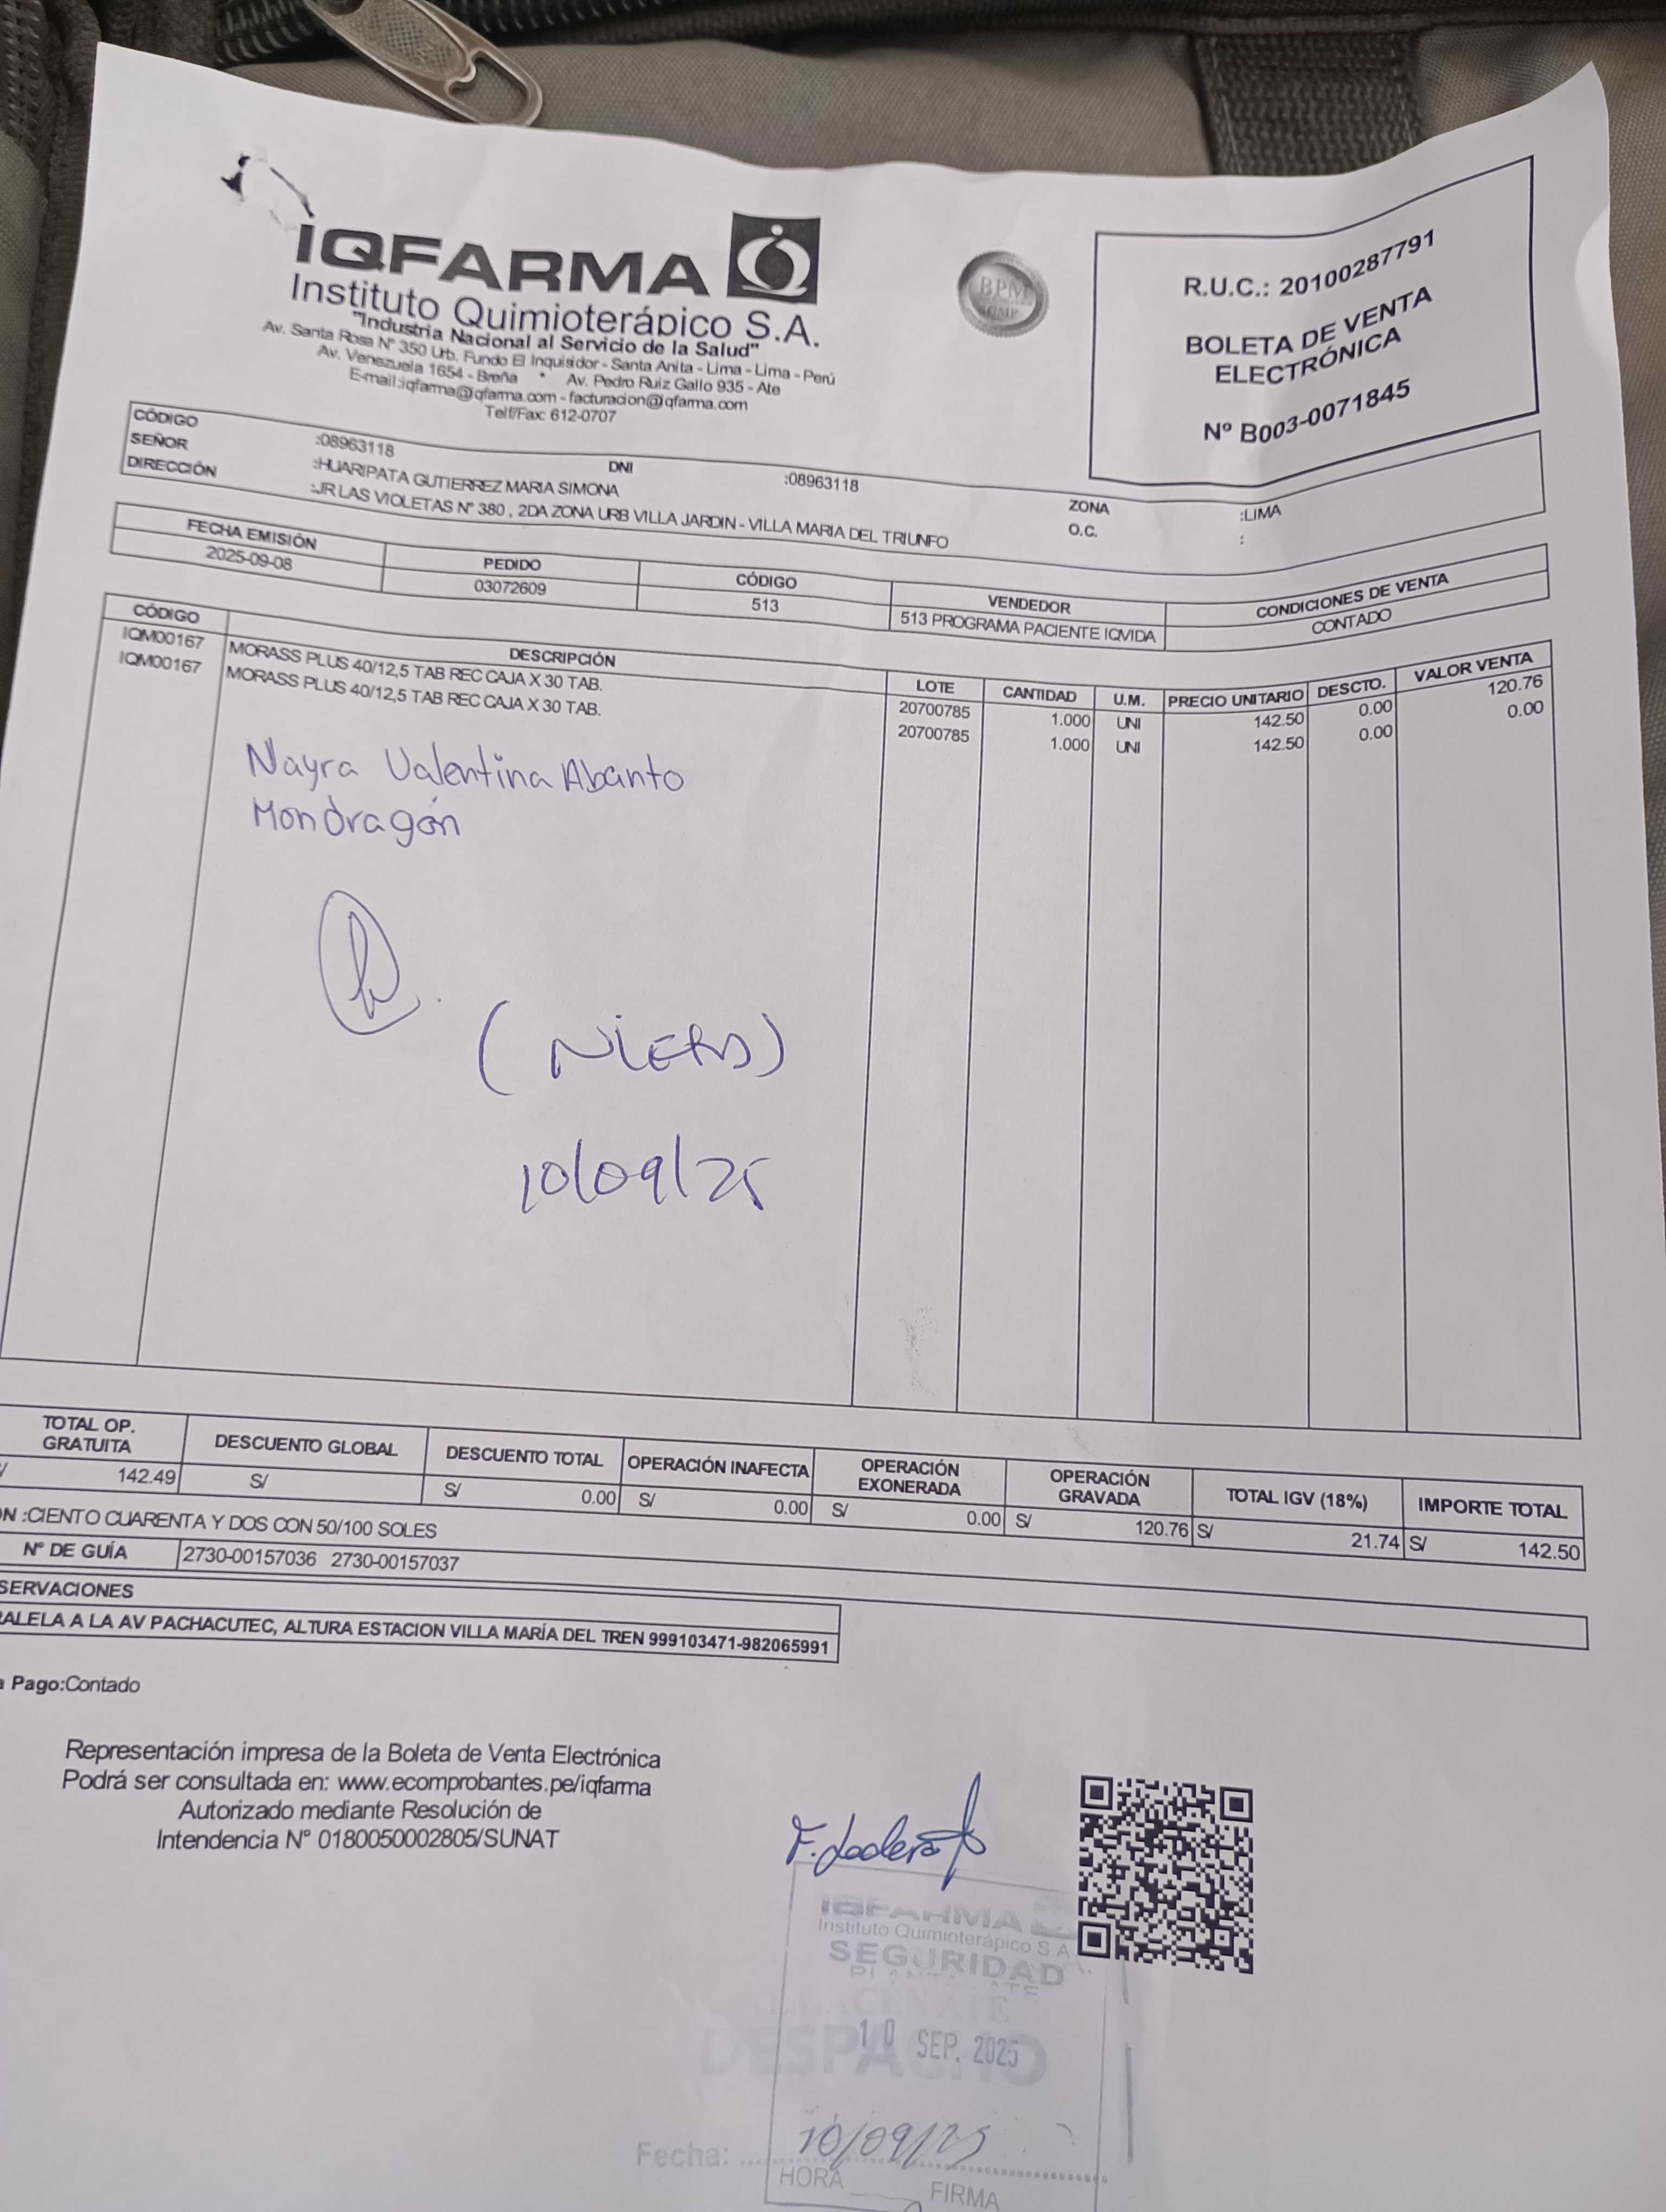 IQFARMA
Instituto Quimioterápico S.A.
"Industria Nacional al Servicio de la Salud"
Av. Santa Rosa N° 350 Urb. Fundo El Inquisidor - Santa Anita - Lima - Lima - Perú
Av. Venezuela 1654 - Breña * Av. Pedro Ruiz Gallo 935 - Ate
E-mail:iqfarma@iqfarma.com - facturacion@iqfarma.com
Telf/Fax: 612-0707
BPM
R.U.C.: 20100287791
BOLETA DE VENTA
ELECTRÓNICA
Nº B003-0071845
CÓDIGO :08963118 DNI :08963118 ZONA :LIMA
SEÑOR :HUARIPATA GUTIERREZ MARIA SIMONA O.C. :
DIRECCIÓN :JR LAS VIOLETAS N° 380 , 2DA ZONA URB VILLA JARDIN - VILLA MARIA DEL TRIUNFO
FECHA EMISIÓN PEDIDO CÓDIGO VENDEDOR CONDICIONES DE VENTA
2025-09-08 03072609 513 513 PROGRAMA PACIENTE IQVIDA CONTADO
CÓDIGO DESCRIPCIÓN LOTE CANTIDAD U.M. PRECIO UNITARIO DESCTO. VALOR VENTA
IQM00167 MORASS PLUS 40/12,5 TAB REC CAJA X 30 TAB. 20700785 1.000 UNI 142.50 0.00 120.76
IQM00167 MORASS PLUS 40/12,5 TAB REC CAJA X 30 TAB. 20700785 1.000 UNI 142.50 0.00 0.00
Nayra Valentina Abanto
Mondragón
10/09/25
TOTAL OP. GRATUITA DESCUENTO GLOBAL DESCUENTO TOTAL OPERACIÓN INAFECTA OPERACIÓN EXONERADA OPERACIÓN GRAVADA TOTAL IGV (18%) IMPORTE TOTAL
142.49 S/ S/ 0.00 S/ 0.00 S/ 0.00 S/ 120.76 S/ 21.74 S/ 142.50
:CIENTO CUARENTA Y DOS CON 50/100 SOLES
N° DE GUÍA 2730-00157036 2730-00157037
SERVACIONES
ALELA A LA AV PACHACUTEC, ALTURA ESTACION VILLA MARÍA DEL TREN 999103471-982065991
Pago:Contado
Representación impresa de la Boleta de Venta Electrónica
Podrá ser consultada en: www.ecomprobantes.pe/iqfarma
Autorizado mediante Resolución de
Intendencia N° 0180050002805/SUNAT
IQFARMA
Instituto Quimioterápico S.A.
SEGURIDAD
PLANTA ATE
DESPACHO
10 SEP. 2025
Fecha: 10/09/25
HORA FIRMA